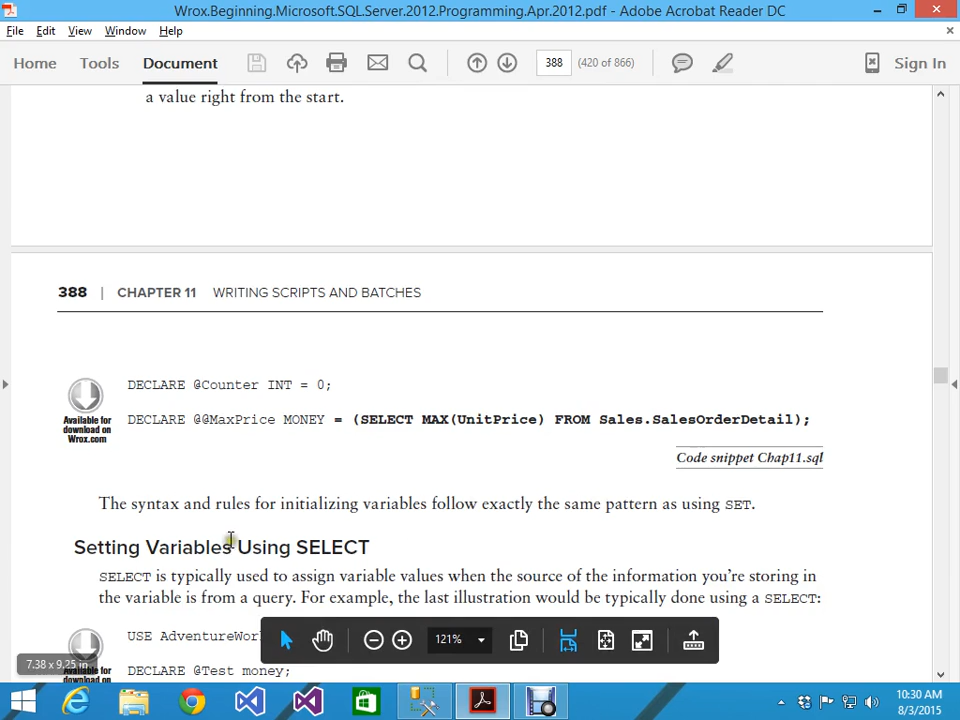 Wrox.Beginning.Microsoft.SQL.Server.2012.Programming.Apr.2012.pdf - Adobe Acrobat Reader DC
File Edit View Window Help
Home Tools Document 388 (420 of 866) Sign In
a value right from the start.
388 | CHAPTER 11 WRITING SCRIPTS AND BATCHES
DECLARE @Counter INT = 0;
Available for
download on
Wrox.com
DECLARE @@MaxPrice MONEY = (SELECT MAX(UnitPrice) FROM Sales.SalesOrderDetail);
Code snippet Chap11.sql
The syntax and rules for initializing variables follow exactly the same pattern as using SET.
Setting Variables Using SELECT
SELECT is typically used to assign variable values when the source of the information you're storing in
the variable is from a query. For example, the last illustration would be typically done using a SELECT:
USE AdventureWor
121%
7.38 x 9.25 in
Available for
DECLARE @Test money;
download on
10:30 AM
8/3/2015